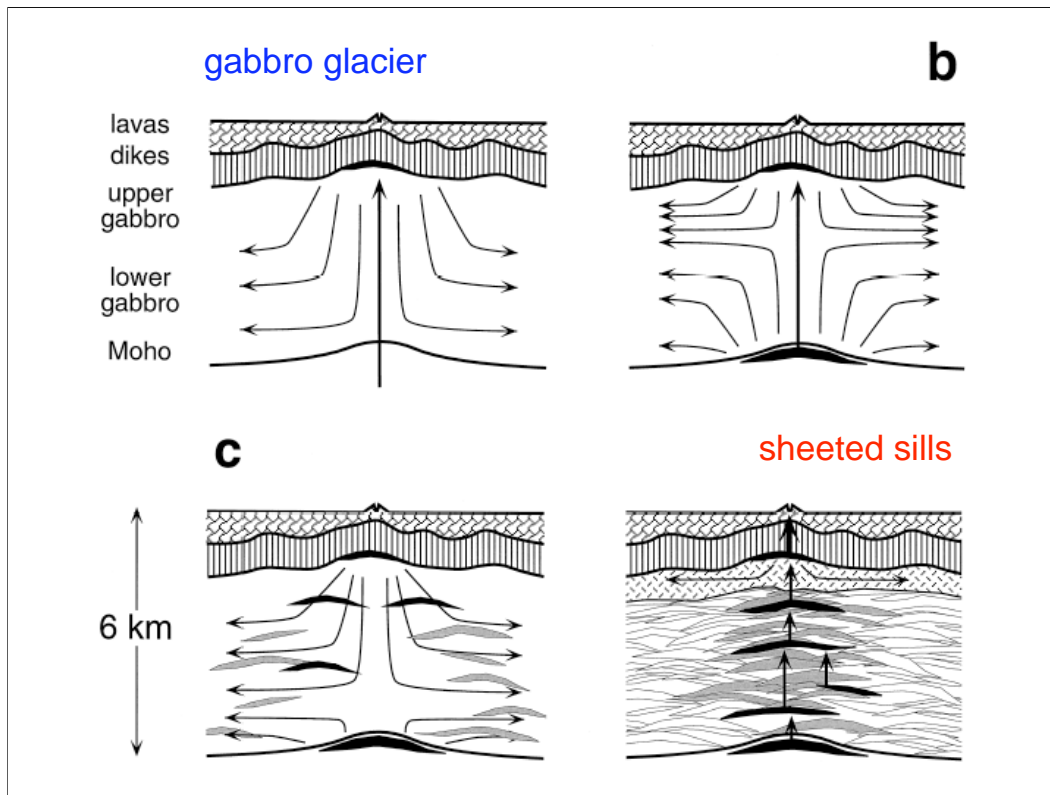 gabbro glacier
b
lavas
dikes
upper
gabbro
lower
gabbro
Moho
c
sheeted sills
6 km